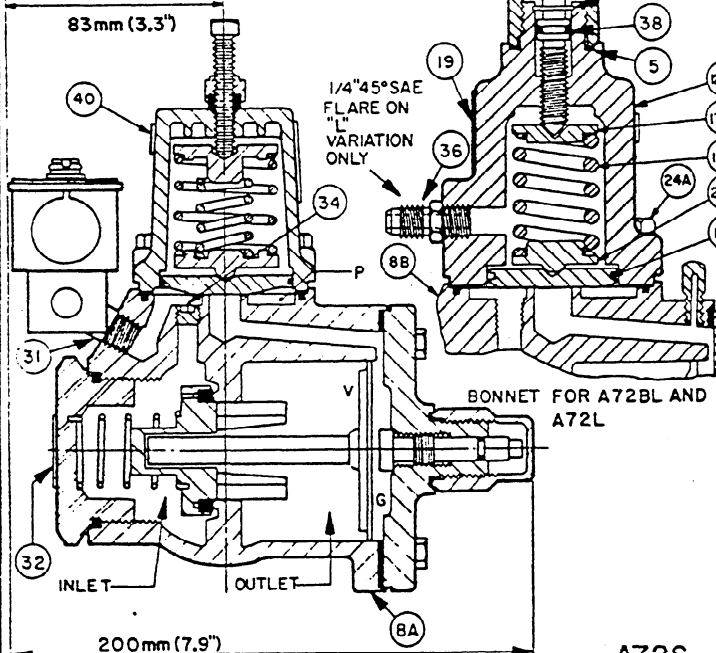 83mm (3.3")
38
5
19
40
1/4" 45° SAE
FLARE ON
"L"
VARIATION
ONLY
36
34
24A
P
8B
31
BONNET FOR A72BL AND
A72L
V
G
32
INLET
OUTLET
8A
200mm (7.9")